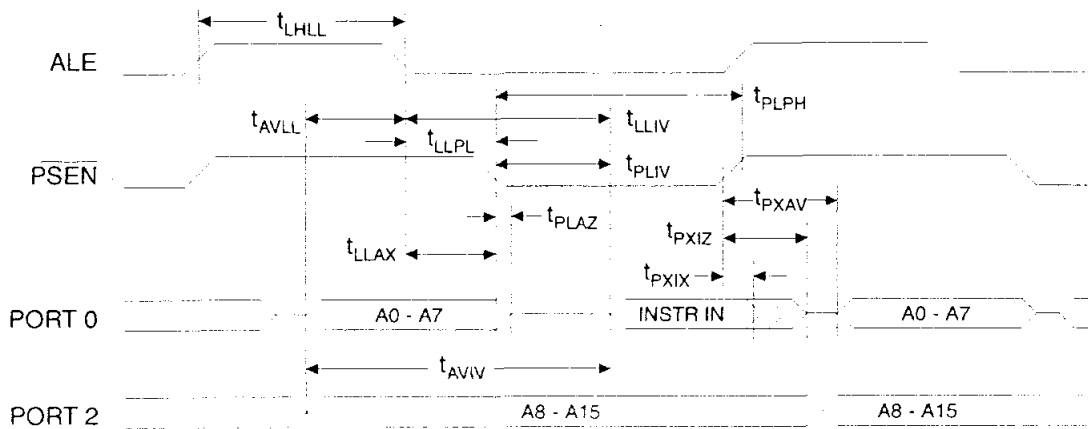 tLHLL
ALE
tPLPH
tAVLL
tLLIV
tLLPL
PSEN
tPLIV
tPXAV
tPLAZ
tPXIZ
tLLAX
tPXIX
PORT 0
A0 - A7
INSTR IN
A0 - A7
tAVIV
PORT 2
A8 - A15
A8 - A15